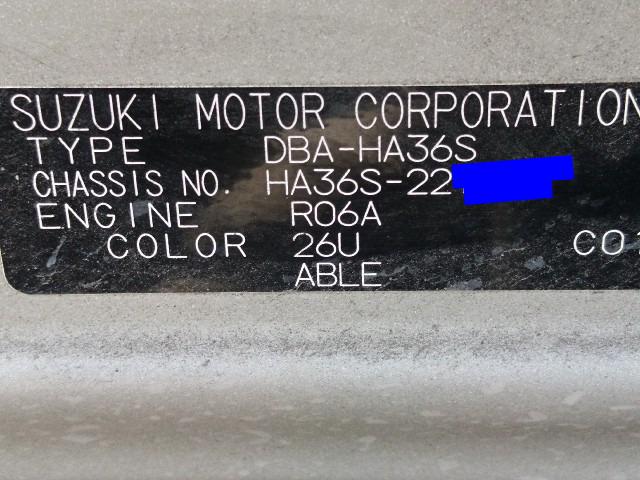 SUZUKI MOTOR CORPORATION
TYPE DBA-HA36S
CHASSIS NO. HA36S-22
ENGINE R06A
COLOR 26U
ABLE